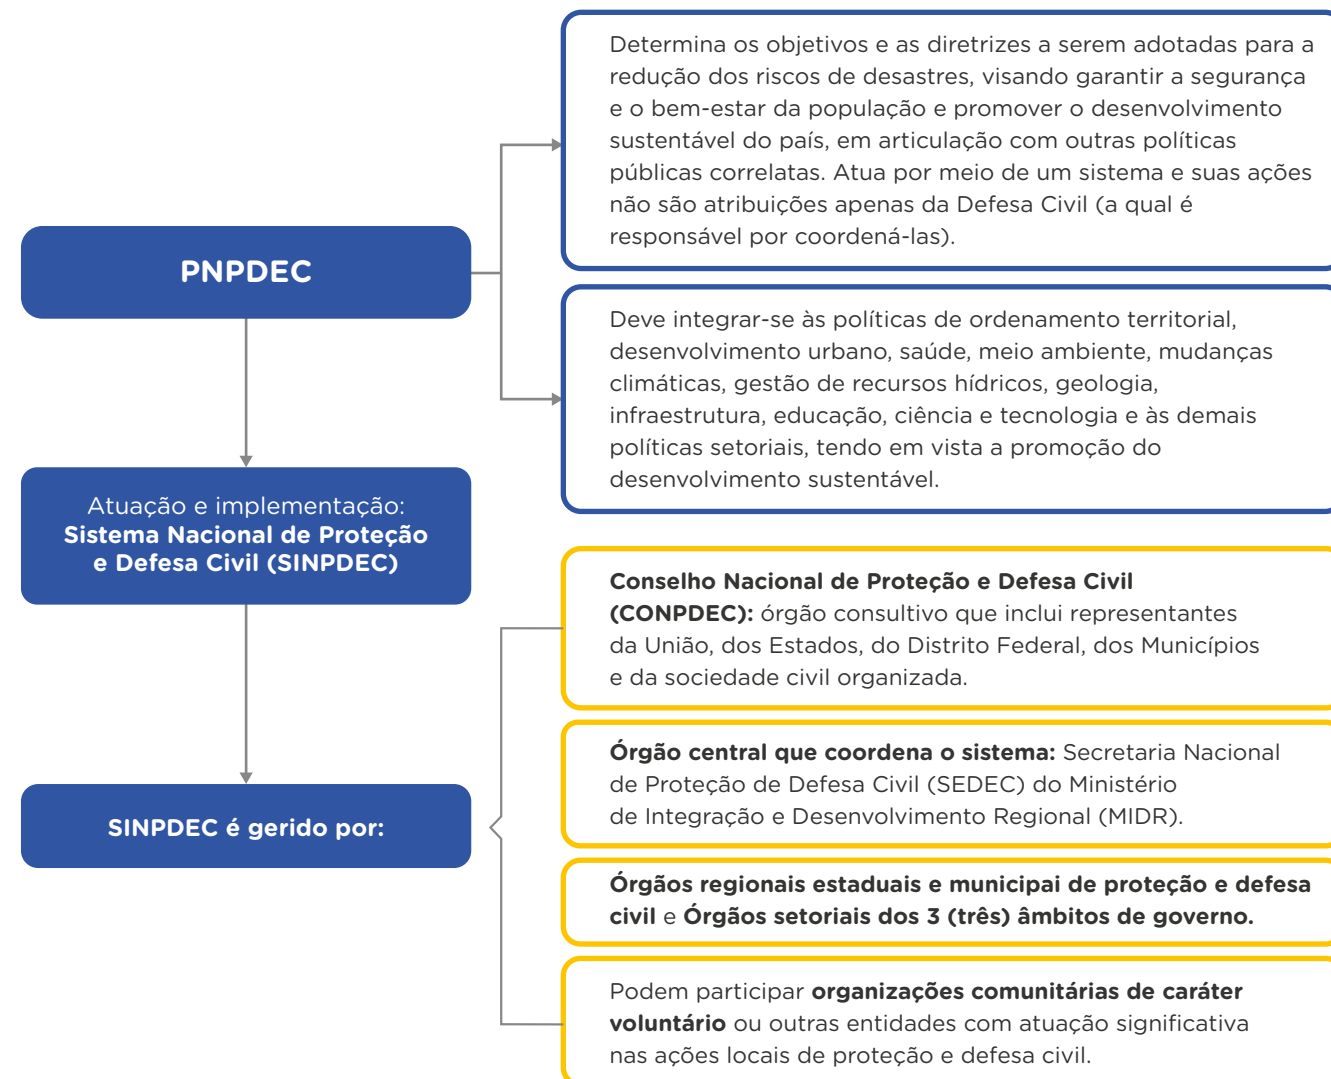 Determina os objetivos e as diretrizes a serem adotadas para a
redução dos riscos de desastres, visando garantir a segurança
e o bem-estar da população e promover o desenvolvimento
sustentável do país, em articulação com outras políticas
públicas correlatas. Atua por meio de um sistema e suas ações
não são atribuições apenas da Defesa Civil (a qual é
responsável por coordená-las).
PNPDEC
Deve integrar-se às políticas de ordenamento territorial,
desenvolvimento urbano, saúde, meio ambiente, mudanças
climáticas, gestão de recursos hídricos, geologia,
infraestrutura, educação, ciência e tecnologia e às demais
políticas setoriais, tendo em vista a promoção do
desenvolvimento sustentável.
Atuação e implementação:
Sistema Nacional de Proteção
e Defesa Civil (SINPDEC)
Conselho Nacional de Proteção e Defesa Civil
(CONPDEC): órgão consultivo que inclui representantes
da União, dos Estados, do Distrito Federal, dos Municípios
e da sociedade civil organizada.
Órgão central que coordena o sistema: Secretaria Nacional
de Proteção de Defesa Civil (SEDEC) do Ministério
de Integração e Desenvolvimento Regional (MIDR).
SINPDEC é gerido por:
Órgãos regionais estaduais e municipai de proteção e defesa
civil e Órgãos setoriais dos 3 (três) âmbitos de governo.
Podem participar organizações comunitárias de caráter
voluntário ou outras entidades com atuação significativa
nas ações locais de proteção e defesa civil.